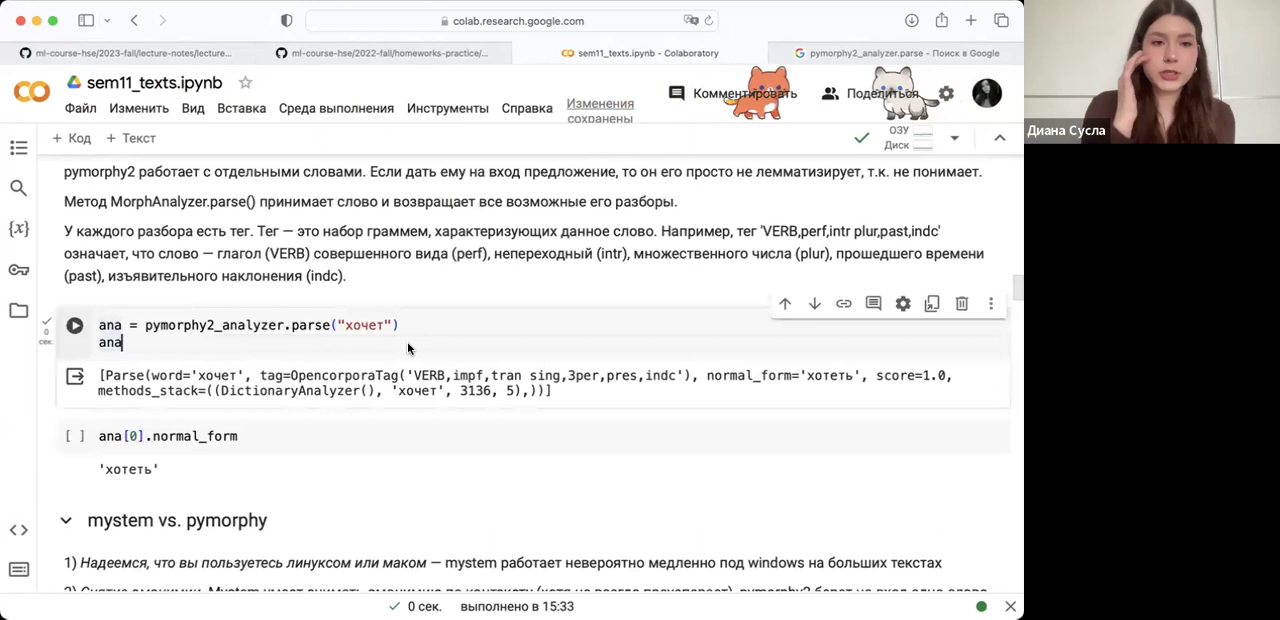 colab.research.google.com
ml-course-hse/2023-fall/lecture-notes/lecture...
ml-course-hse/2022-fall/homeworks-practice/...
sem11_texts.ipynb - Colaboratory
pymorphy2_analyzer.parse - Поиск в Google
sem11_texts.ipynb
Комментировать
Поделиться
Файл Изменить Вид Вставка Среда выполнения Инструменты Справка Изменения сохранены
+ Код + Текст
ОЗУ
Диск
Диана Сусла
pymorphy2 работает с отдельными словами. Если дать ему на вход предложение, то он его просто не лемматизирует, т.к. не понимает.
Метод MorphAnalyzer.parse() принимает слово и возвращает все возможные его разборы.
У каждого разбора есть тег. Тег — это набор граммем, характеризующих данное слово. Например, тег 'VERB,perf,intr plur,past,indc'
означает, что слово — глагол (VERB) совершенного вида (perf), непереходный (intr), множественного числа (plur), прошедшего времени
(past), изъявительного наклонения (indc).
0
сек.
ana = pymorphy2_analyzer.parse("хочет")
ana
[Parse(word='хочет', tag=OpencorporaTag('VERB,impf,tran sing,3per,pres,indc'), normal_form='хотеть', score=1.0,
methods_stack=((DictionaryAnalyzer(), 'хочет', 3136, 5),))]
[ ] ana[0].normal_form
'хотеть'
mystem vs. pymorphy
1) Надеемся, что вы пользуетесь линуксом или маком — mystem работает невероятно медленно под windows на больших текстах
0 сек. выполнено в 15:33